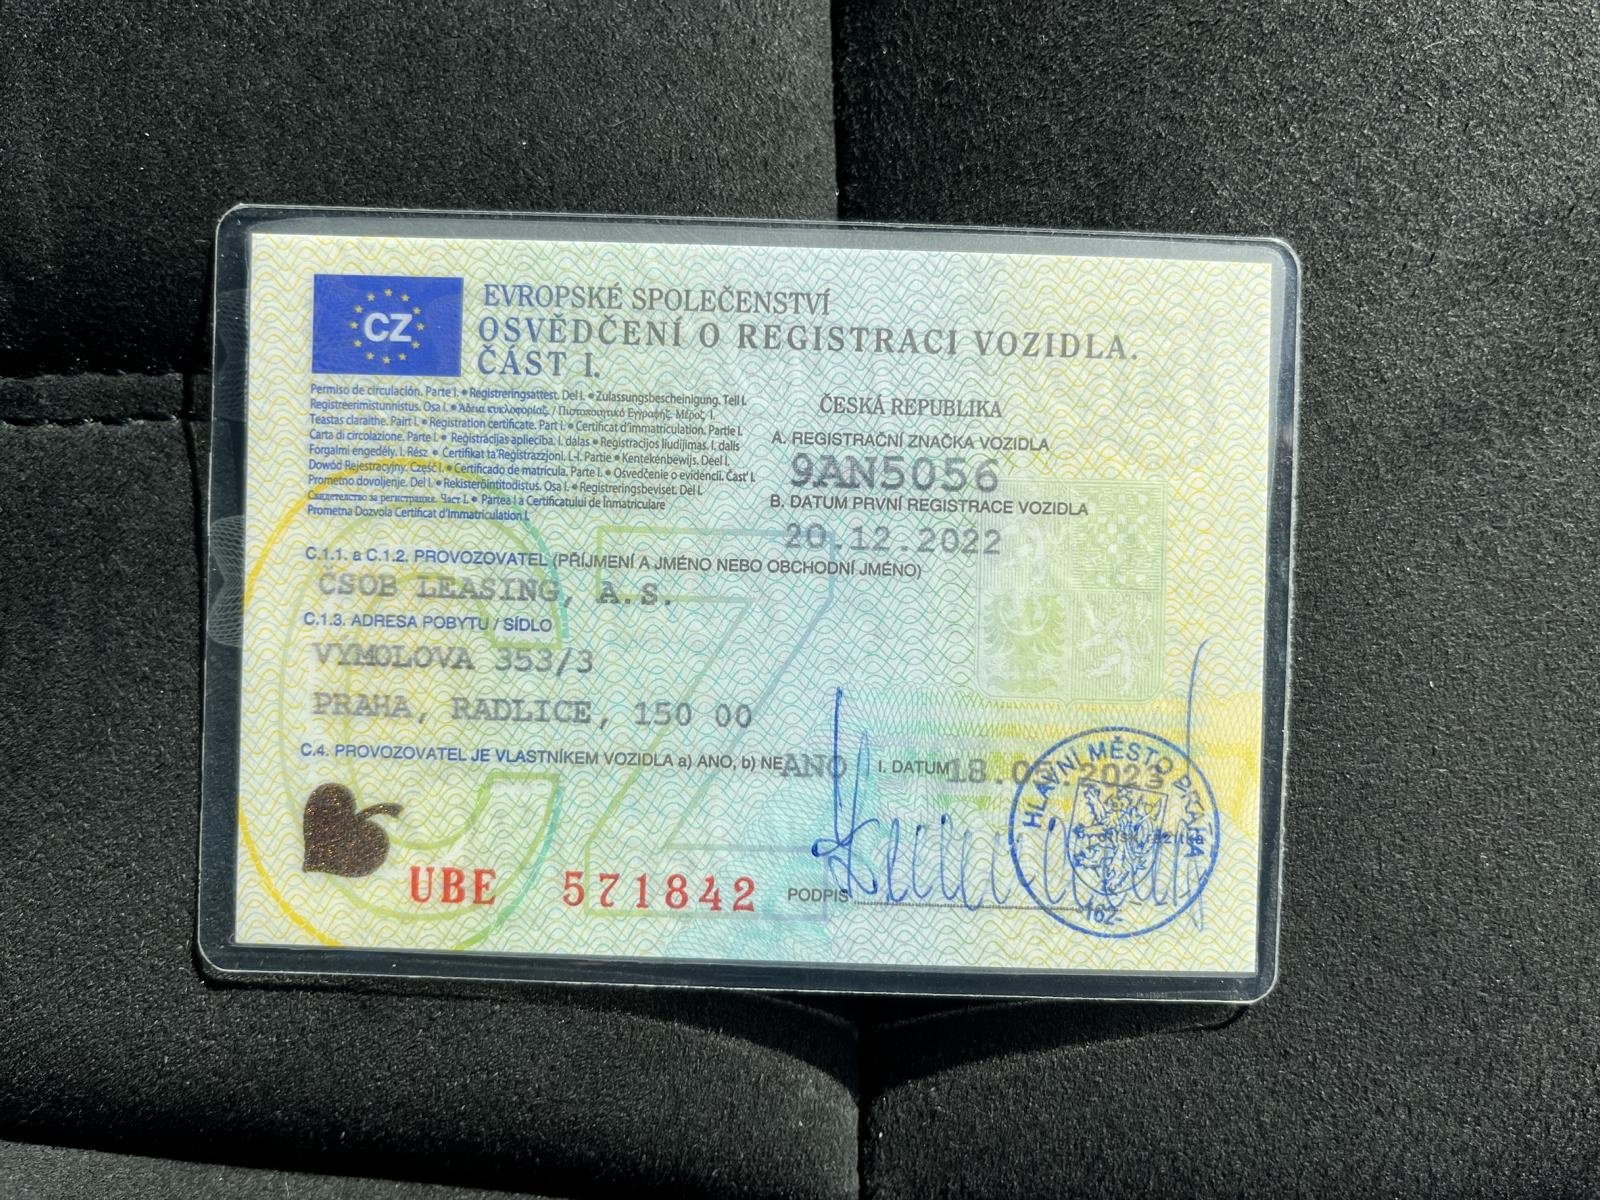 CZ
EVROPSKÉ SPOLEČENSTVÍ
OSVĚDČENÍ O REGISTRACI VOZIDLA.
ČÁST I.
Permiso de circulación. Parte I. • Registreringsattest. Del I. • Zulassungsbescheinigung. Teil I.
Registreerimistunnistus. Osa I. • Άδεια κυκλοφορίας. / Πιστοποιητικό Εγγραφής. Μέρος I.
Teastas claraithe. Pairt I. • Registration certificate. Part I. • Certificat d'immatriculation. Partie I.
Carta di circolazione. Parte I. • Reģistrācijas apliecība. I. dalas • Registracijos liudijimas. I. dalis
Forgalmi engedély. I. Rész. • Certifikat ta'Registrazzjoni. L-I. Partie • Kentekenbewijs. Deel I.
Dowód Rejestracyjny. Część I. • Certificado de matrícula. Parte I. • Osvedčenie o evidencii. Časť I.
Prometno dovoljenje. Del I. • Rekisteröintitodistus. Osa I. • Registreringsbeviset. Del I.
Свидетелство за регистрация. Част I. • Partea I a Certificatului de Înmatriculare
Prometna Dozvola Certificat d'Immatriculation I.
ČESKÁ REPUBLIKA
A. REGISTRAČNÍ ZNAČKA VOZIDLA
9AN5056
B. DATUM PRVNÍ REGISTRACE VOZIDLA
20.12.2022
C.1.1. a C.1.2. PROVOZOVATEL (PŘÍJMENÍ A JMÉNO NEBO OBCHODNÍ JMÉNO)
ČSOB LEASING, A.S.
C.1.3. ADRESA POBYTU / SÍDLO
VÝMOLOVA 353/3
PRAHA, RADLICE, 150 00
C.4. PROVOZOVATEL JE VLASTNÍKEM VOZIDLA a) ANO, b) NE ANO I. DATUM 18. .2023
HLAVNÍ MĚSTO PRAHA
-162-
UBE 571842
PODPIS